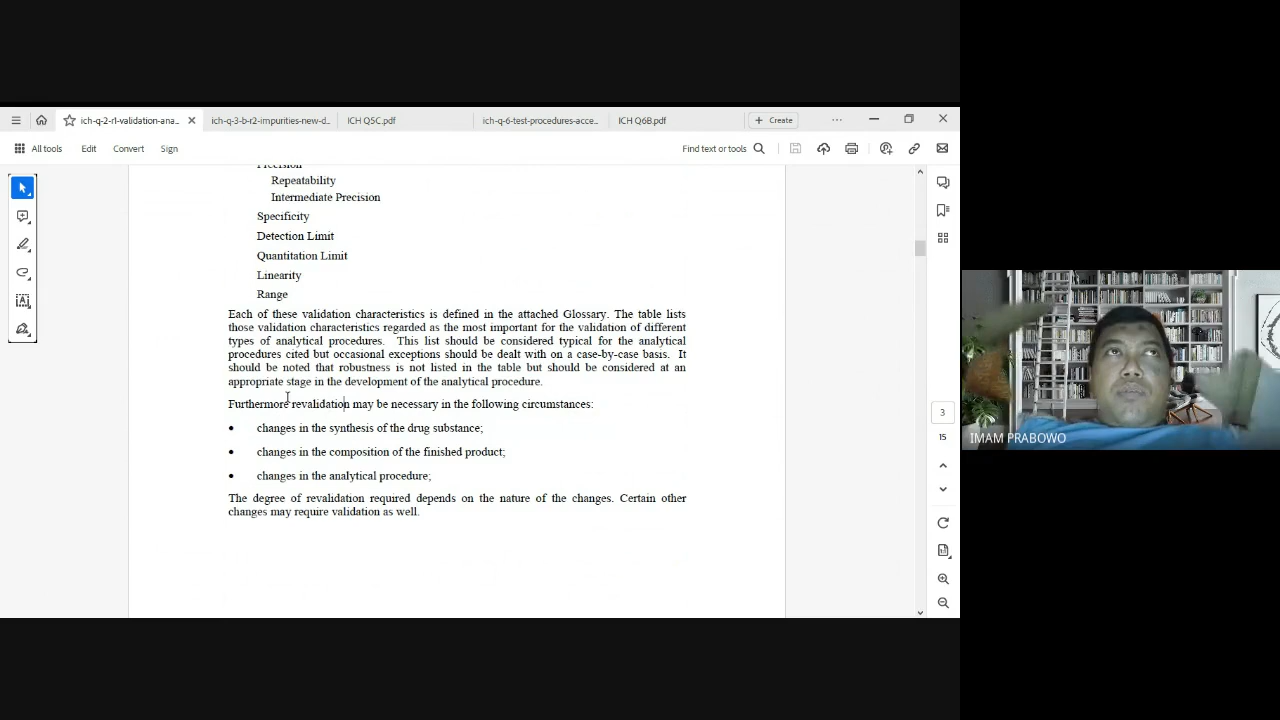 ich-q-2-r1-validation-ana...
ich-q-3-b-r2-impurities-new-d...
ICH Q5C.pdf
ich-q-6-test-procedures-acce...
ICH Q6B.pdf
Create
All tools
Edit
Convert
Sign
Find text or tools
Precision
Repeatability
Intermediate Precision
Specificity
Detection Limit
Quantitation Limit
Linearity
Range
Each of these validation characteristics is defined in the attached Glossary. The table lists
those validation characteristics regarded as the most important for the validation of different
types of analytical procedures. This list should be considered typical for the analytical
procedures cited but occasional exceptions should be dealt with on a case-by-case basis. It
should be noted that robustness is not listed in the table but should be considered at an
appropriate stage in the development of the analytical procedure.
Furthermore revalidation may be necessary in the following circumstances:
• changes in the synthesis of the drug substance;
• changes in the composition of the finished product;
• changes in the analytical procedure;
The degree of revalidation required depends on the nature of the changes. Certain other
changes may require validation as well.
3
15
IMAM PRABOWO